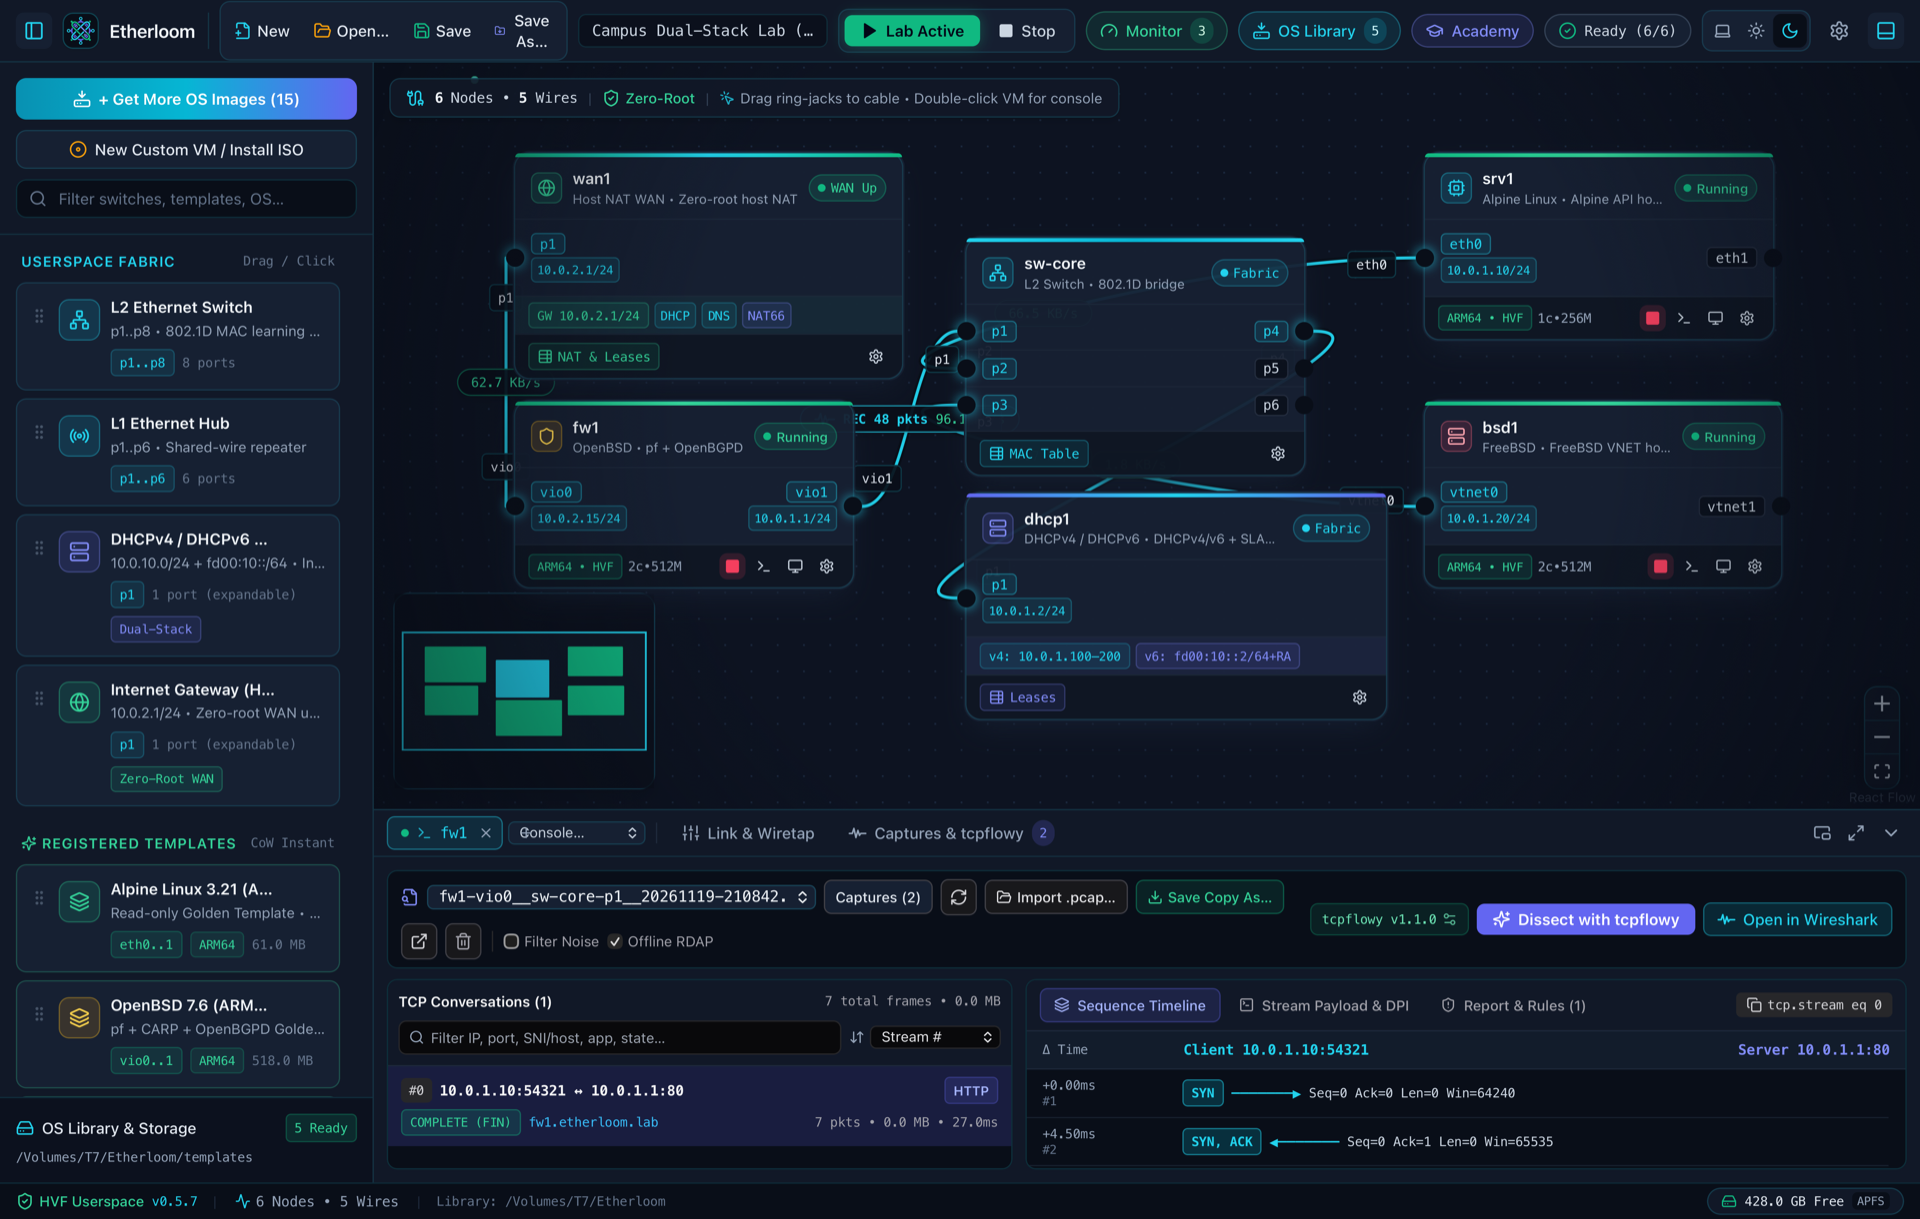 Etherloom
New
Open...
Save
Save As...
Campus Dual-Stack Lab (…
Lab Active
Stop
Monitor 3
OS Library 5
Academy
Ready (6/6)
+ Get More OS Images (15)
New Custom VM / Install ISO
Filter switches, templates, OS...
USERSPACE FABRIC
Drag / Click
L2 Ethernet Switch
p1..p8 • 802.1D MAC learning ...
p1..p8 8 ports
L1 Ethernet Hub
p1..p6 • Shared-wire repeater
p1..p6 6 ports
DHCPv4 / DHCPv6 ...
10.0.10.0/24 + fd00:10::/64 • In...
p1 1 port (expandable)
Dual-Stack
Internet Gateway (H...
10.0.2.1/24 • Zero-root WAN u...
p1 1 port (expandable)
Zero-Root WAN
REGISTERED TEMPLATES
CoW Instant
Alpine Linux 3.21 (A...
Read-only Golden Template • ...
eth0..1 ARM64 61.0 MB
OpenBSD 7.6 (ARM...
pf + CARP + OpenBGPD Golde...
vio0..1 ARM64 518.0 MB
OS Library & Storage
5 Ready
/Volumes/T7/Etherloom/templates
6 Nodes • 5 Wires
Zero-Root
Drag ring-jacks to cable • Double-click VM for console
wan1
Host NAT WAN • Zero-root host NAT
WAN Up
p1
10.0.2.1/24
p1
GW 10.0.2.1/24 DHCP DNS NAT66
NAT & Leases
62.7 KB/s
fw1
OpenBSD • pf + OpenBGPD
Running
vio
vio0
10.0.2.15/24
vio1
10.0.1.1/24
ARM64 • HVF 2c•512M
vio1
p1
REC 48 pkts 96.1
sw-core
L2 Switch • 802.1D bridge
Fabric
p1
p2
p3
p4
p5
p6
MAC Table
dhcp1
DHCPv4 / DHCPv6 • DHCPv4/v6 + SLA...
Fabric
p1
10.0.1.2/24
v4: 10.0.1.100–200
v6: fd00:10::2/64+RA
Leases
eth0
srv1
Alpine Linux • Alpine API ho...
Running
eth0
10.0.1.10/24
eth1
ARM64 • HVF 1c•256M
bsd1
FreeBSD • FreeBSD VNET ho...
Running
vtnet0
10.0.1.20/24
vtnet1
ARM64 • HVF 2c•512M
React Flow
fw1
Console...
Link & Wiretap
Captures & tcpflowy 2
fw1-vio0__sw-core-p1__20261119-210842.
Captures (2)
Import .pcap...
Save Copy As...
tcpflowy v1.1.0
Dissect with tcpflowy
Open in Wireshark
Filter Noise
Offline RDAP
TCP Conversations (1)
7 total frames • 0.0 MB
Filter IP, port, SNI/host, app, state...
Stream #
#0 10.0.1.10:54321 ↔ 10.0.1.1:80
HTTP
COMPLETE (FIN) fw1.etherloom.lab
7 pkts • 0.0 MB • 27.0ms
Sequence Timeline
Stream Payload & DPI
Report & Rules (1)
tcp.stream eq 0
Δ Time
Client 10.0.1.10:54321
Server 10.0.1.1:80
+0.00ms
#1
SYN
Seq=0 Ack=0 Len=0 Win=64240
+4.50ms
#2
SYN, ACK
Seq=0 Ack=1 Len=0 Win=65535
HVF Userspace v0.5.7
6 Nodes • 5 Wires
Library: /Volumes/T7/Etherloom
428.0 GB Free APFS